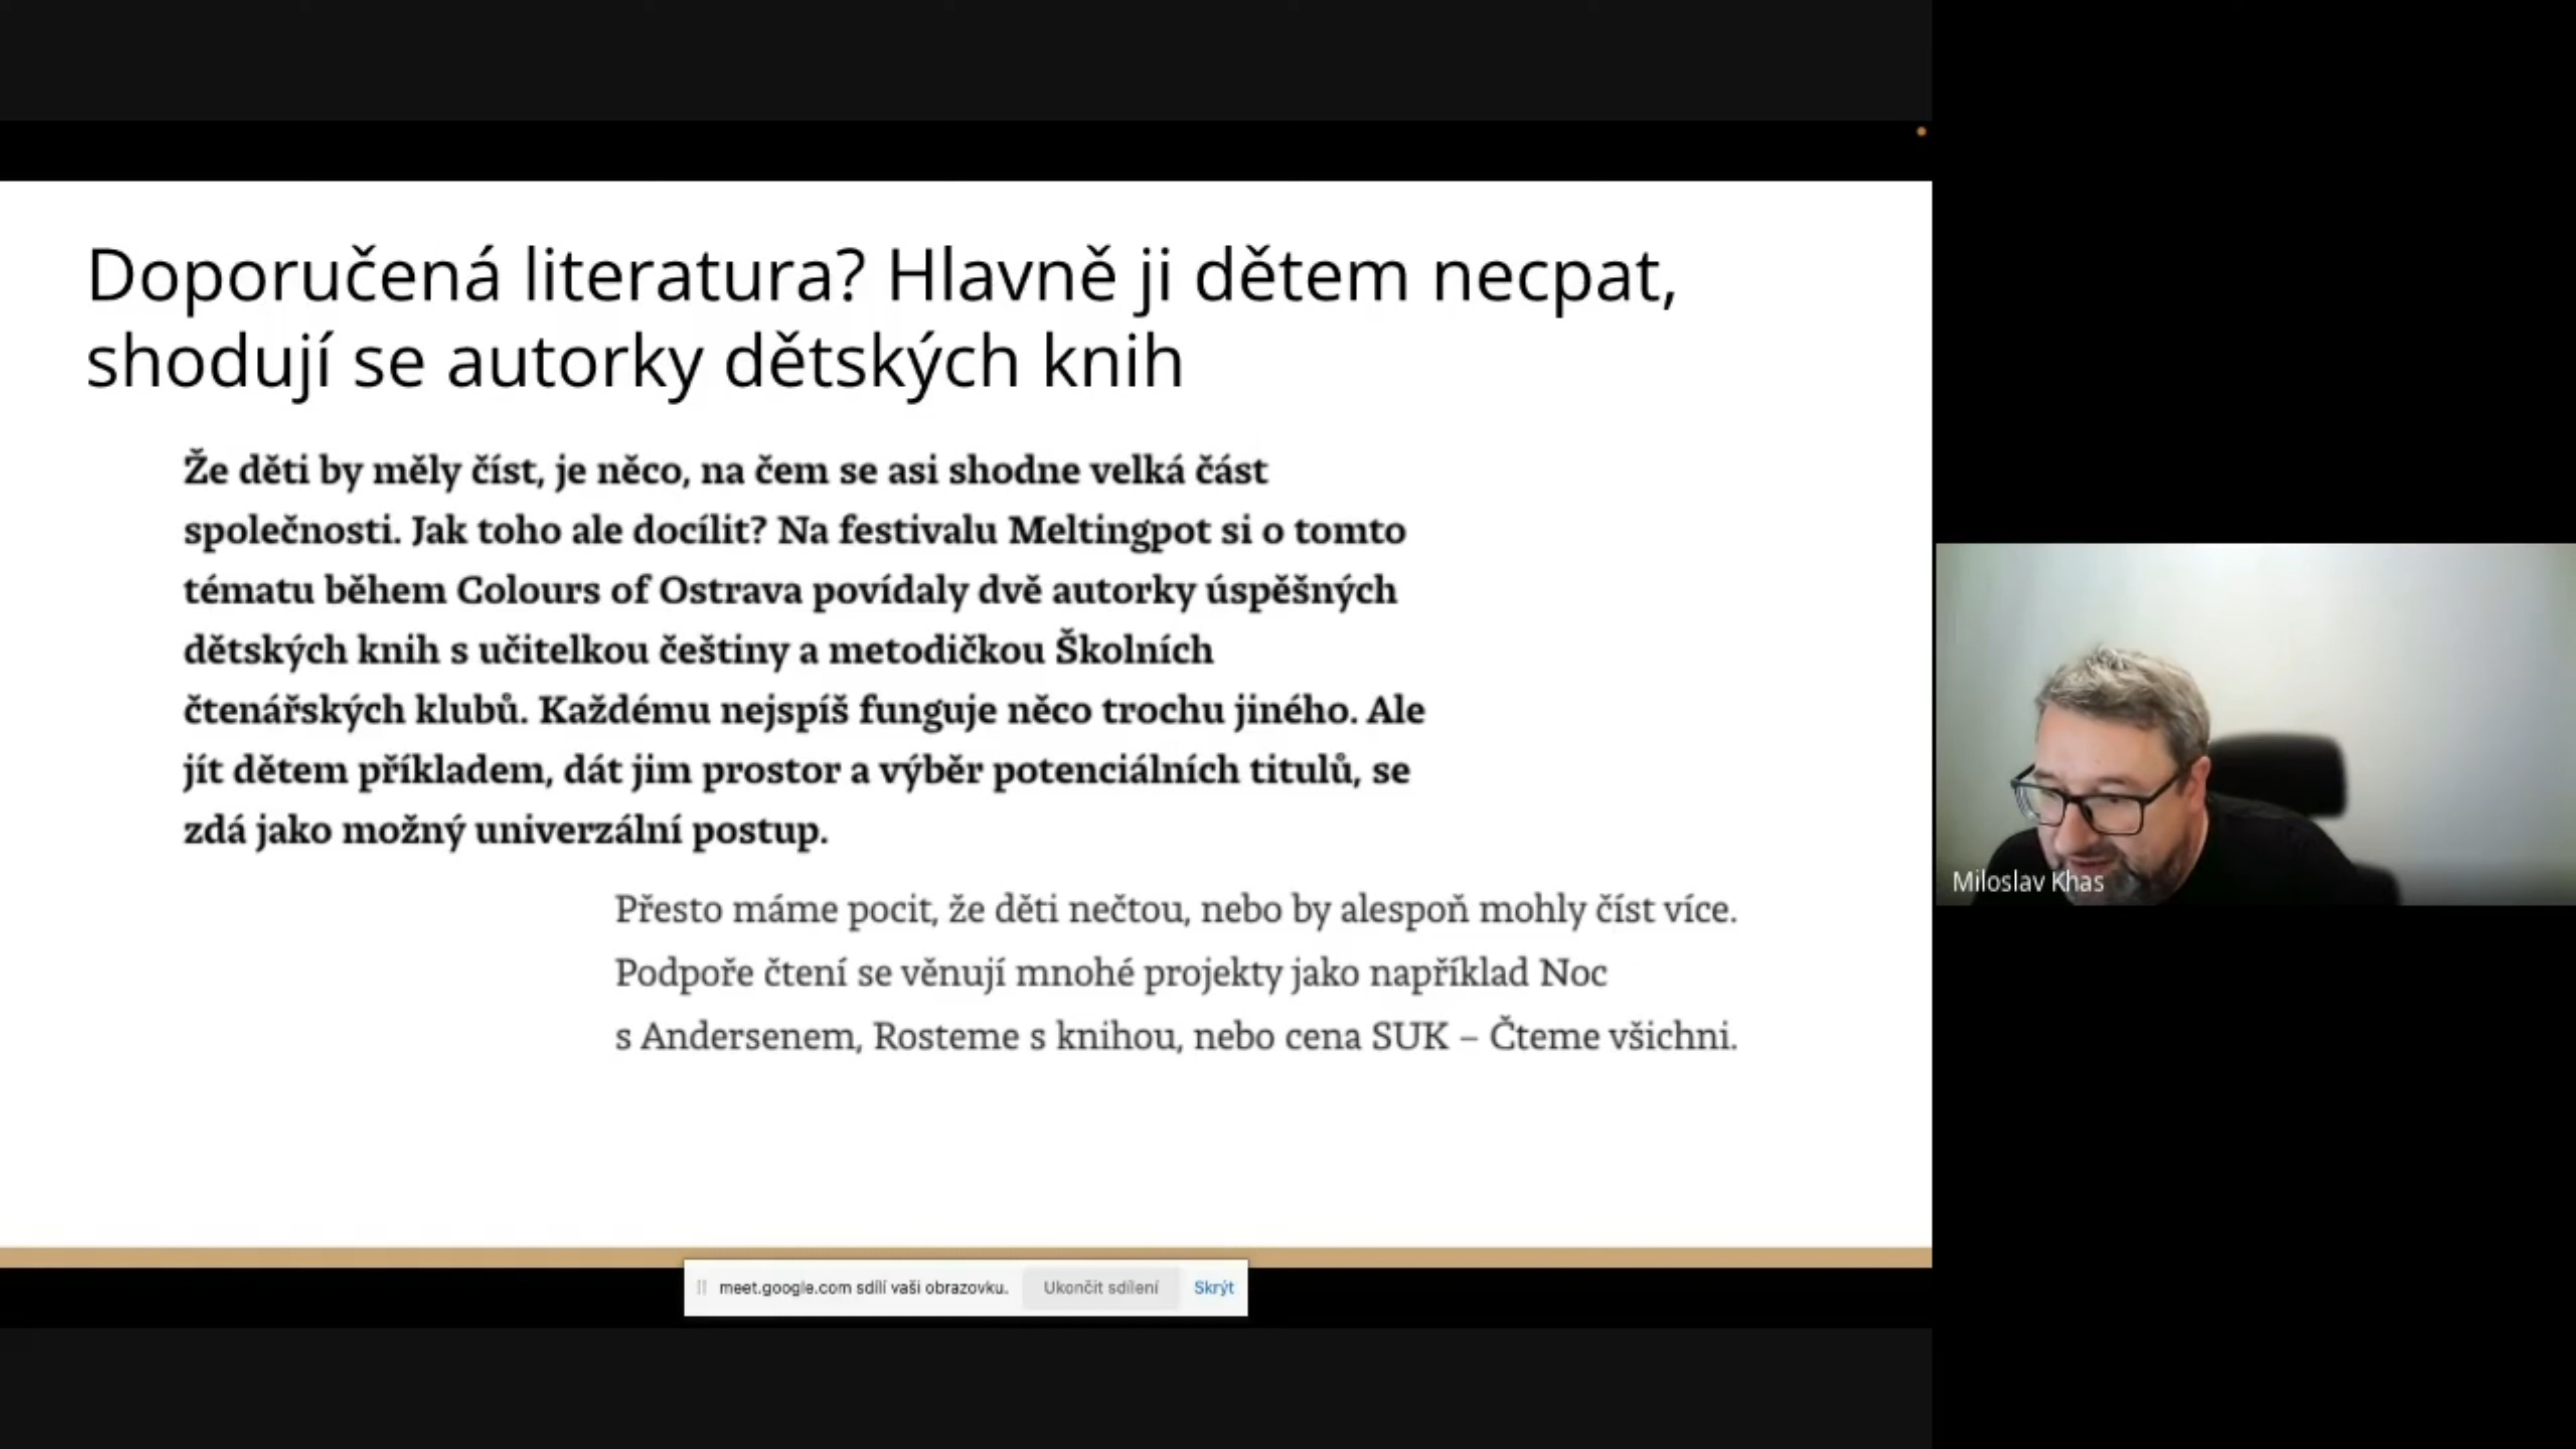 Doporučená literatura? Hlavně ji dětem necpat,
shodují se autorky dětských knih
Že děti by měly číst, je něco, na čem se asi shodne velká část
společnosti. Jak toho ale docílit? Na festivalu Meltingpot si o tomto
tématu během Colours of Ostrava povídaly dvě autorky úspěšných
dětských knih s učitelkou češtiny a metodičkou Školních
čtenářských klubů. Každému nejspíš funguje něco trochu jiného. Ale
jít dětem příkladem, dát jim prostor a výběr potenciálních titulů, se
zdá jako možný univerzální postup.
Přesto máme pocit, že děti nečtou, nebo by alespoň mohly číst více.
Podpoře čtení se věnují mnohé projekty jako například Noc
s Andersenem, Rosteme s knihou, nebo cena SUK – Čteme všichni.
meet.google.com sdílí vaši obrazovku. Ukončit sdílení Skrýt
Miloslav Khas